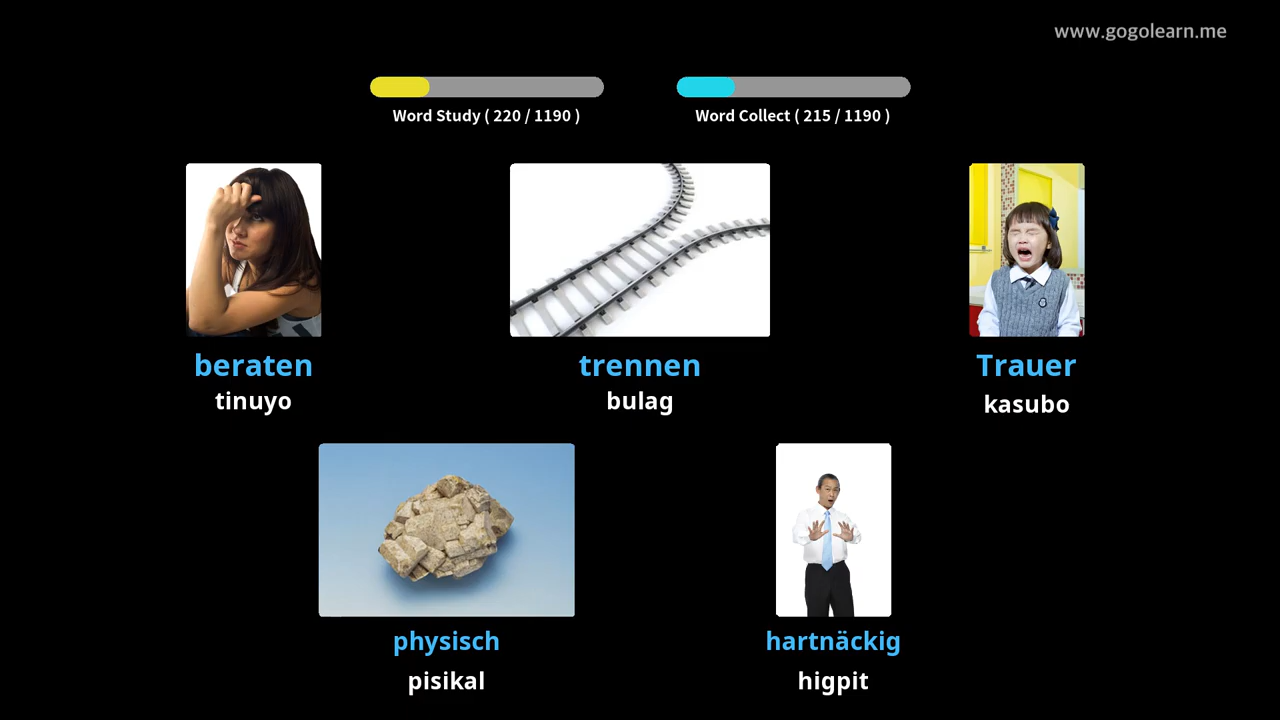 www.gogolearn.me
Word Study ( 220 / 1190 )
Word Collect ( 215 / 1190 )
beraten
tinuyo
trennen
bulag
Trauer
kasubo
physisch
pisikal
hartnäckig
higpit